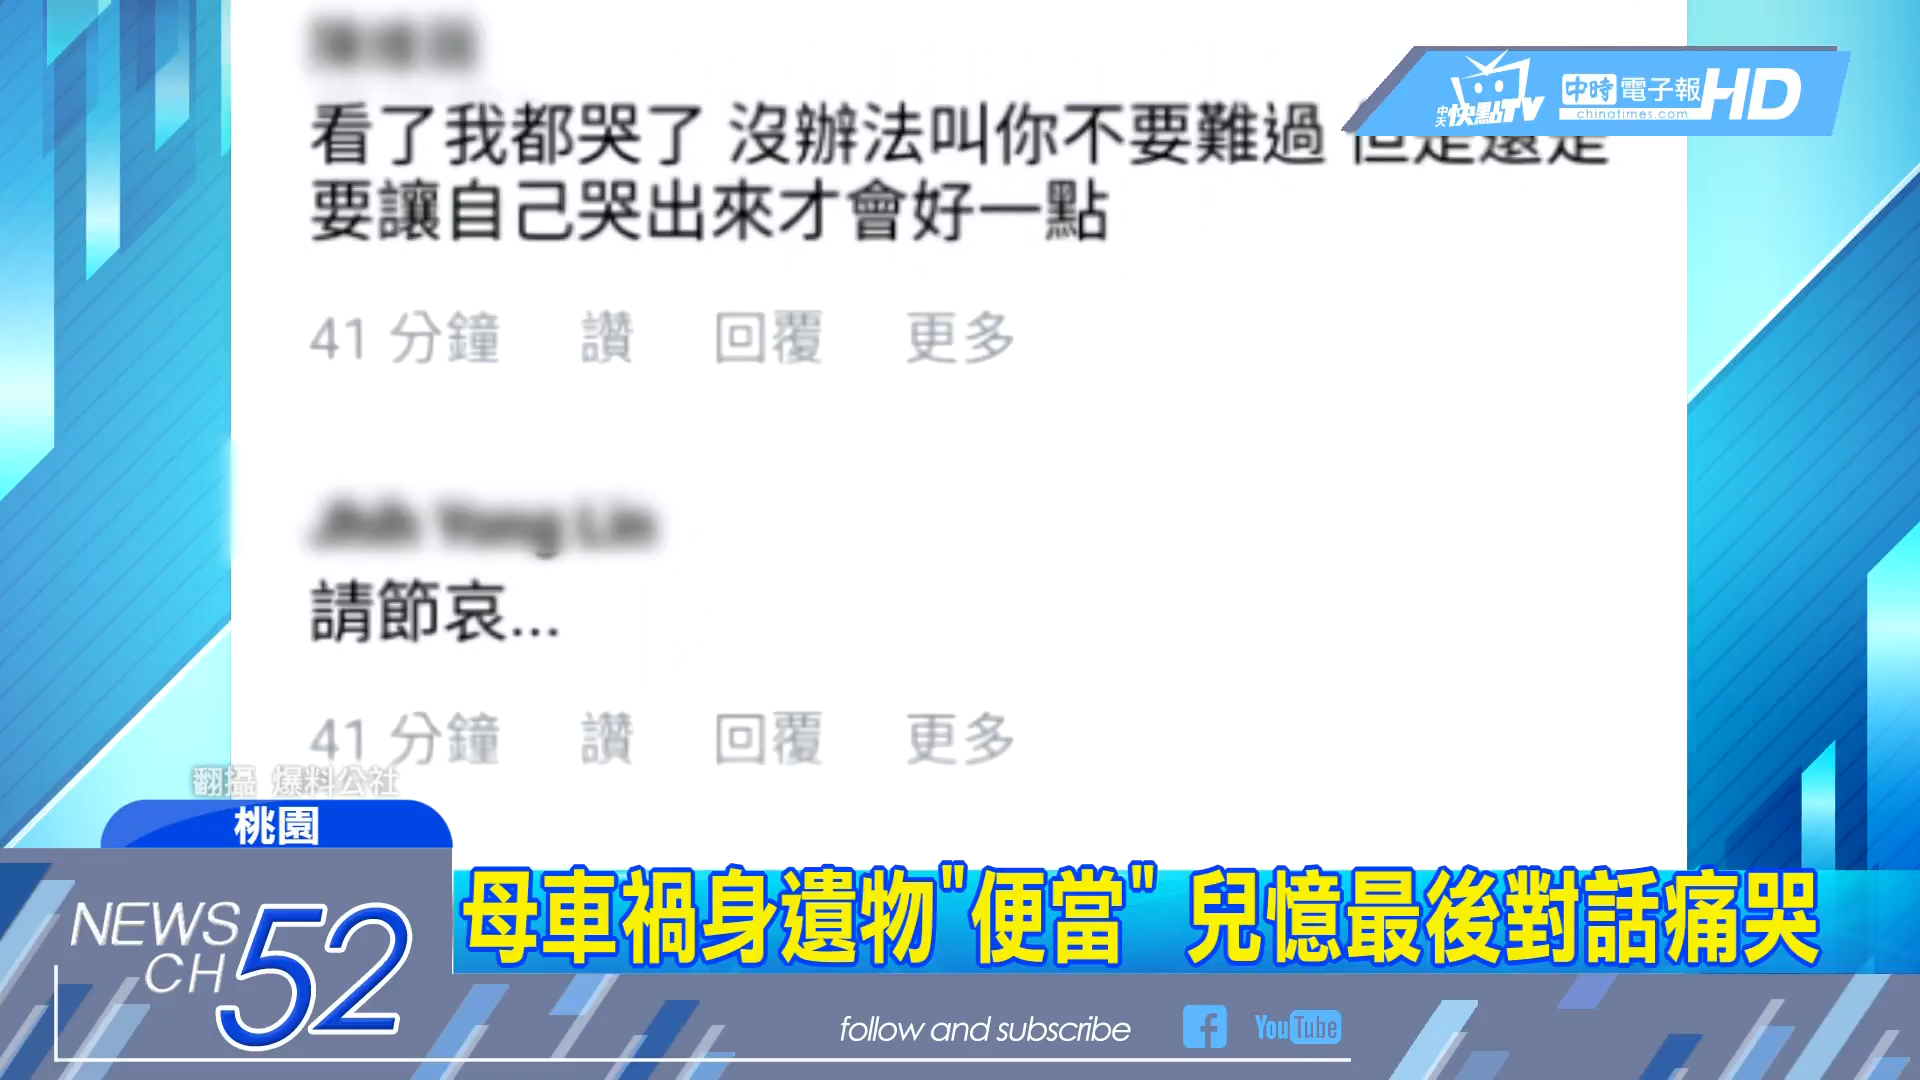 看了我都哭了 沒辦法叫你不要難過 但是還是
要讓自己哭出來才會好一點
41 分鐘 讚 回覆 更多
請節哀...
41 分鐘 讚 回覆 更多
中天快點TV 中時電子報 HD
chinatimes.com
翻攝 爆料公社
桃園
母車禍身遺物"便當" 兒憶最後對話痛哭
NEWS
CH 52
follow and subscribe
YouTube